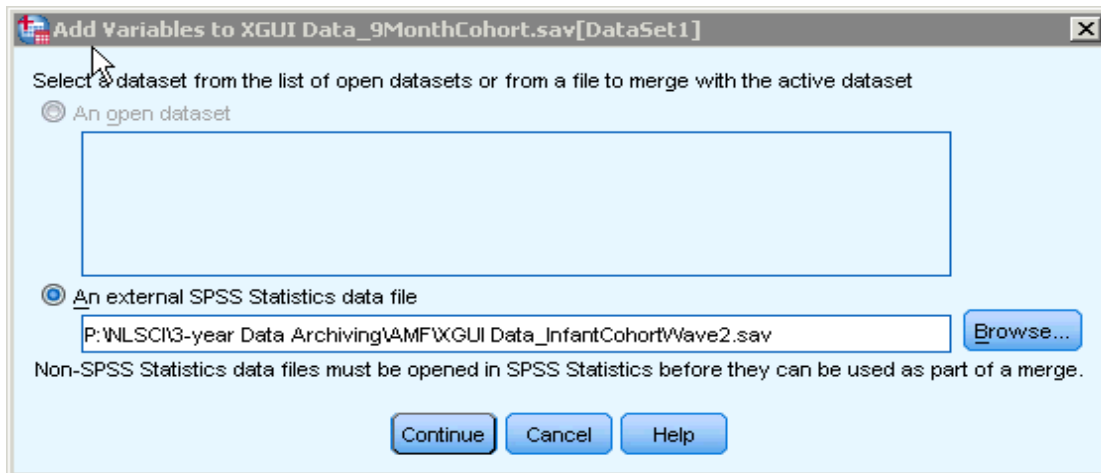 Add Variables to XGUI Data_9MonthCohort.sav[DataSet1]
Select a dataset from the list of open datasets or from a file to merge with the active dataset
An open dataset
An external SPSS Statistics data file
P:\NLSCI\3-year Data Archiving\AMF\XGUI Data_InfantCohortWave2.sav
Browse...
Non-SPSS Statistics data files must be opened in SPSS Statistics before they can be used as part of a merge.
Continue
Cancel
Help